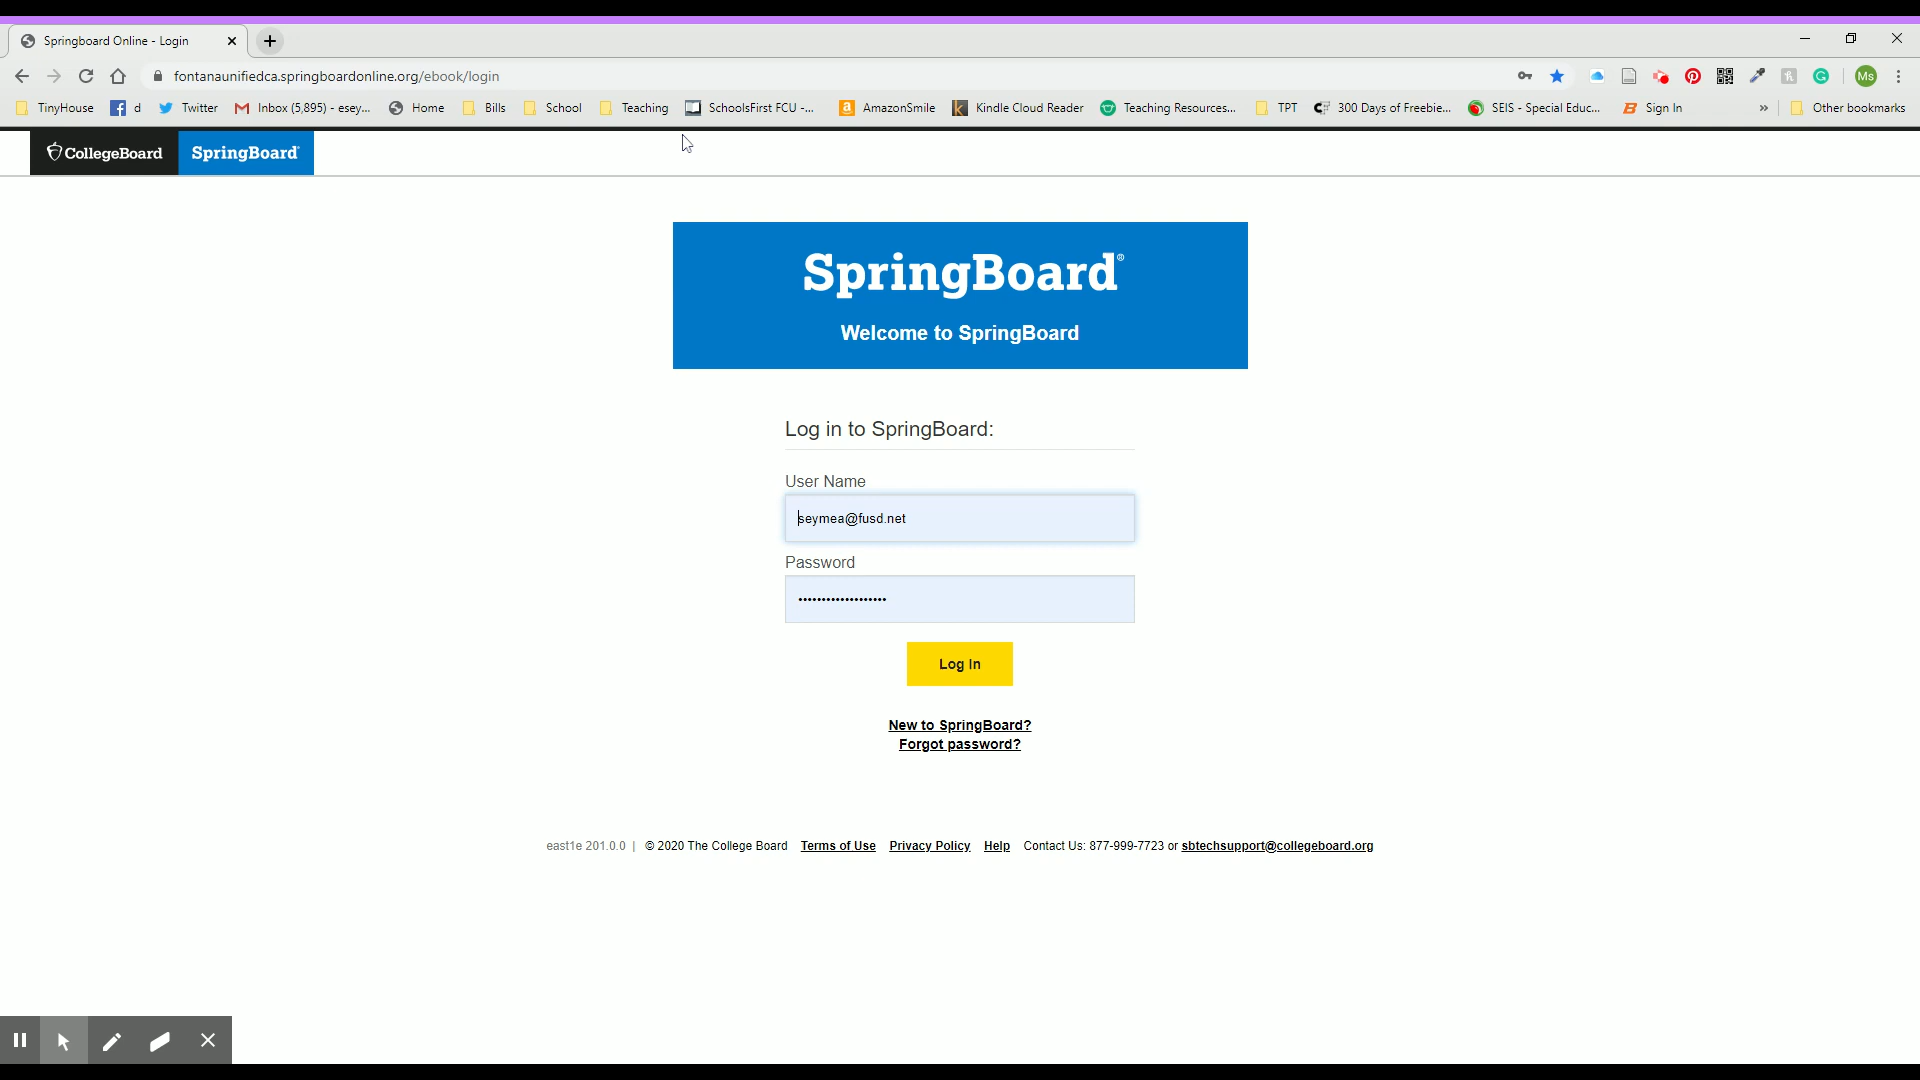 Springboard Online - Login
fontanaunifiedca.springboardonline.org/ebook/login
Ms
TinyHouse d Twitter Inbox (5,895) - esey... Home Bills School Teaching SchoolsFirst FCU -... AmazonSmile Kindle Cloud Reader Teaching Resources... TPT 300 Days of Freebie... SEIS - Special Educ... Sign In » Other bookmarks
CollegeBoard SpringBoard
SpringBoard®
Welcome to SpringBoard
Log in to SpringBoard:
User Name
seymea@fusd.net
Password
Log In
New to SpringBoard?
Forgot password?
east1e 201.0.0 | © 2020 The College Board Terms of Use Privacy Policy Help Contact Us: 877-999-7723 or sbtechsupport@collegeboard.org